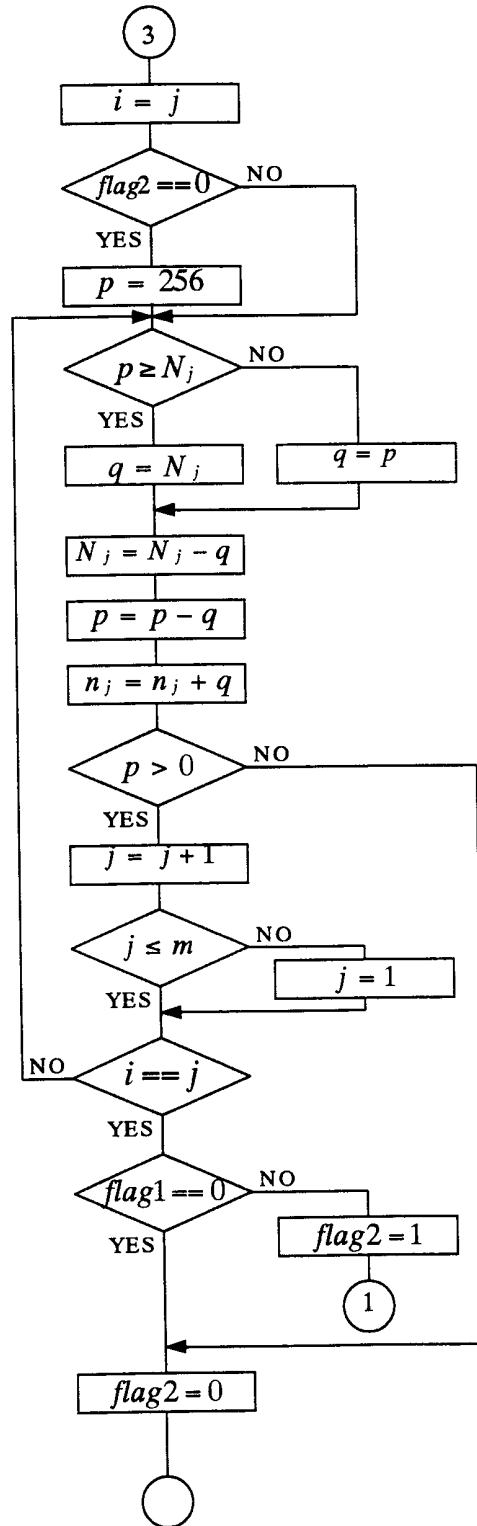 3
i = j
flag2 == 0
NO
YES
p = 256
p ≥ N_j
NO
YES
q = N_j
q = p
N_j = N_j - q
p = p - q
n_j = n_j + q
p > 0
NO
YES
j = j + 1
j ≤ m
NO
YES
j = 1
NO
i == j
YES
flag1 == 0
NO
YES
flag2 = 1
1
flag2 = 0